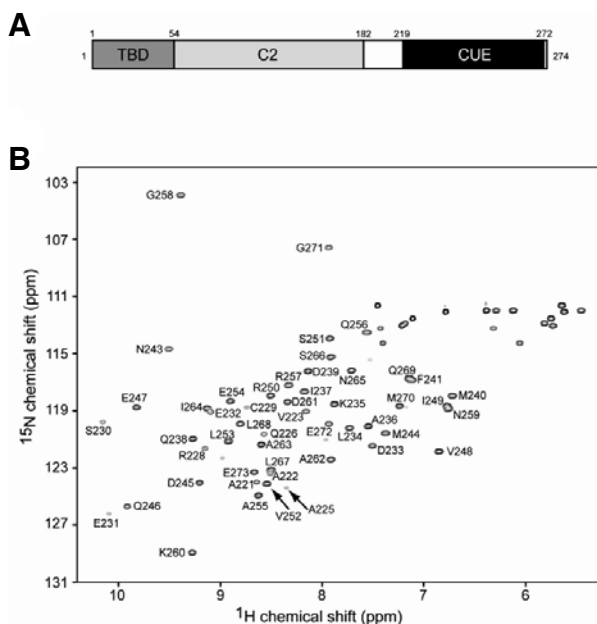 A
1 54 182 219 272
1 TBD C2 CUE 274
B
103
107
111
115
119
123
127
131
15N chemical shift (ppm)
G258
G271
Q256
S251
N243
S266
R257 D239 N265 Q269 F241
E254 R250 I237 M240
E247 D261 K235 M270 I249
I264 C229 V223 N259
E232
S230 L268 E272 A236
L253 Q226 L234 M244
Q238 A263 D233
R228 A262 V248
L267
E273 A222
D245 A221
A255 V252 A225
Q246
E231
K260
10 9 8 7 6
1H chemical shift (ppm)